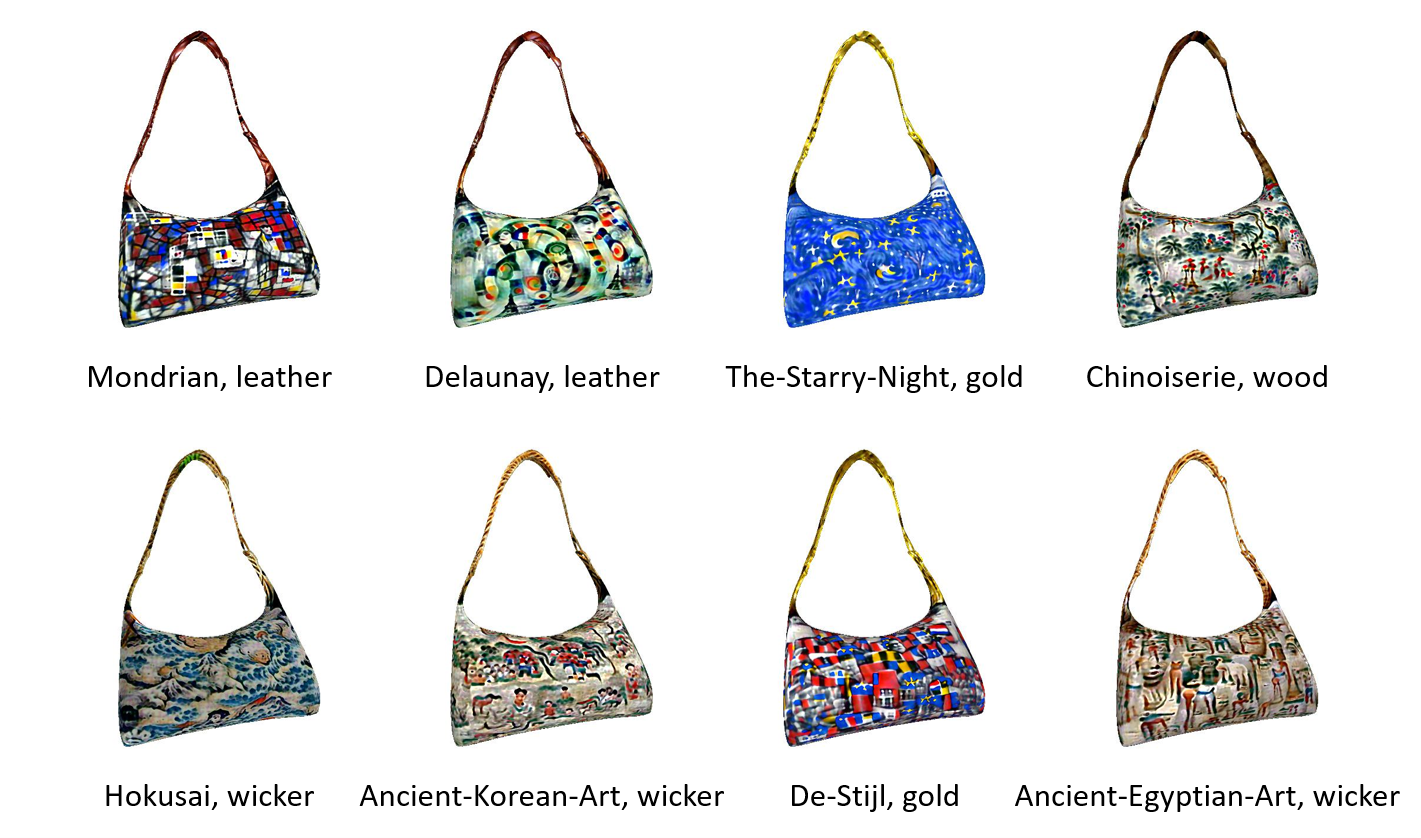 Mondrian, leather
Delaunay, leather
The-Starry-Night, gold
Chinoiserie, wood
Hokusai, wicker
Ancient-Korean-Art, wicker
De-Stijl, gold
Ancient-Egyptian-Art, wicker